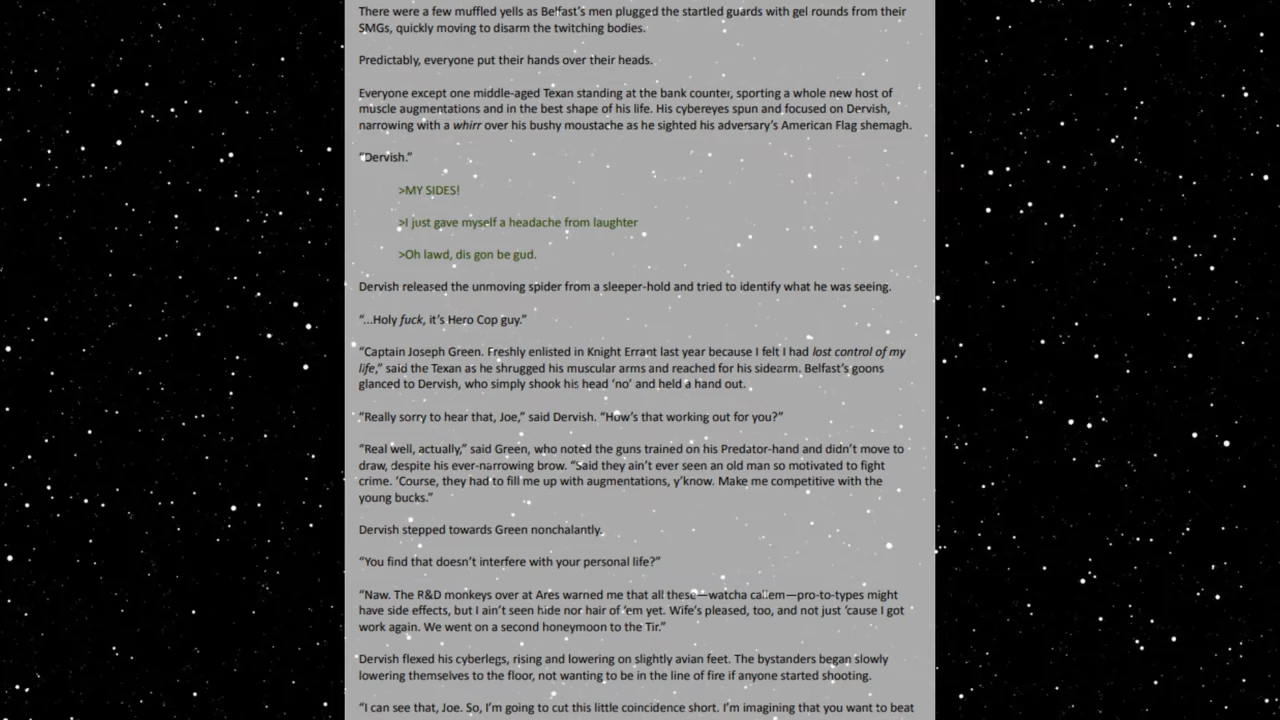 There were a few muffled yells as Belfast’s men plugged the startled guards with gel rounds from their
SMGs, quickly moving to disarm the twitching bodies.
Predictably, everyone put their hands over their heads.
Everyone except one middle-aged Texan standing at the bank counter, sporting a whole new host of
muscle augmentations and in the best shape of his life. His cybereyes spun and focused on Dervish,
narrowing with a whirr over his bushy moustache as he sighted his adversary’s American Flag shemagh.
“Dervish.”
>MY SIDES!
>I just gave myself a headache from laughter
>Oh lawd, dis gon be gud.
Dervish released the unmoving spider from a sleeper-hold and tried to identify what he was seeing.
“...Holy fuck, it’s Hero Cop guy.”
“Captain Joseph Green. Freshly enlisted in Knight Errant last year because I felt I had lost control of my
life,” said the Texan as he shrugged his muscular arms and reached for his sidearm. Belfast’s goons
glanced to Dervish, who simply shook his head ‘no’ and held a hand out.
“Really sorry to hear that, Joe,” said Dervish. “How’s that working out for you?”
“Real well, actually,” said Green, who noted the guns trained on his Predator-hand and didn’t move to
draw, despite his ever-narrowing brow. “Said they ain’t ever seen an old man so motivated to fight
crime. ‘Course, they had to fill me up with augmentations, y’know. Make me competitive with the
young bucks.”
Dervish stepped towards Green nonchalantly.
“You find that doesn’t interfere with your personal life?”
“Naw. The R&D monkeys over at Ares warned me that all these—watcha callem—pro-to-types might
have side effects, but I ain’t seen hide nor hair of ‘em yet. Wife’s pleased, too, and not just ‘cause I got
work again. We went on a second honeymoon to the Tir.”
Dervish flexed his cyberlegs, rising and lowering on slightly avian feet. The bystanders began slowly
lowering themselves to the floor, not wanting to be in the line of fire if anyone started shooting.
“I can see that, Joe. So, I’m going to cut this little coincidence short. I’m imagining that you want to beat